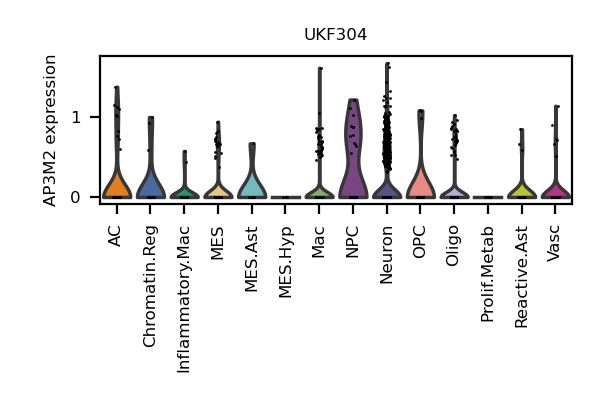 UKF304
AP3M2 expression
1
0
AC
Chromatin.Reg
Inflammatory.Mac
MES
MES.Ast
MES.Hyp
Mac
NPC
Neuron
OPC
Oligo
Prolif.Metab
Reactive.Ast
Vasc